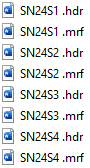 SN24S1 .hdr
SN24S1 .mrf
SN24S2 .hdr
SN24S2 .mrf
SN24S3 .hdr
SN24S3 .mrf
SN24S4 .hdr
SN24S4 .mrf